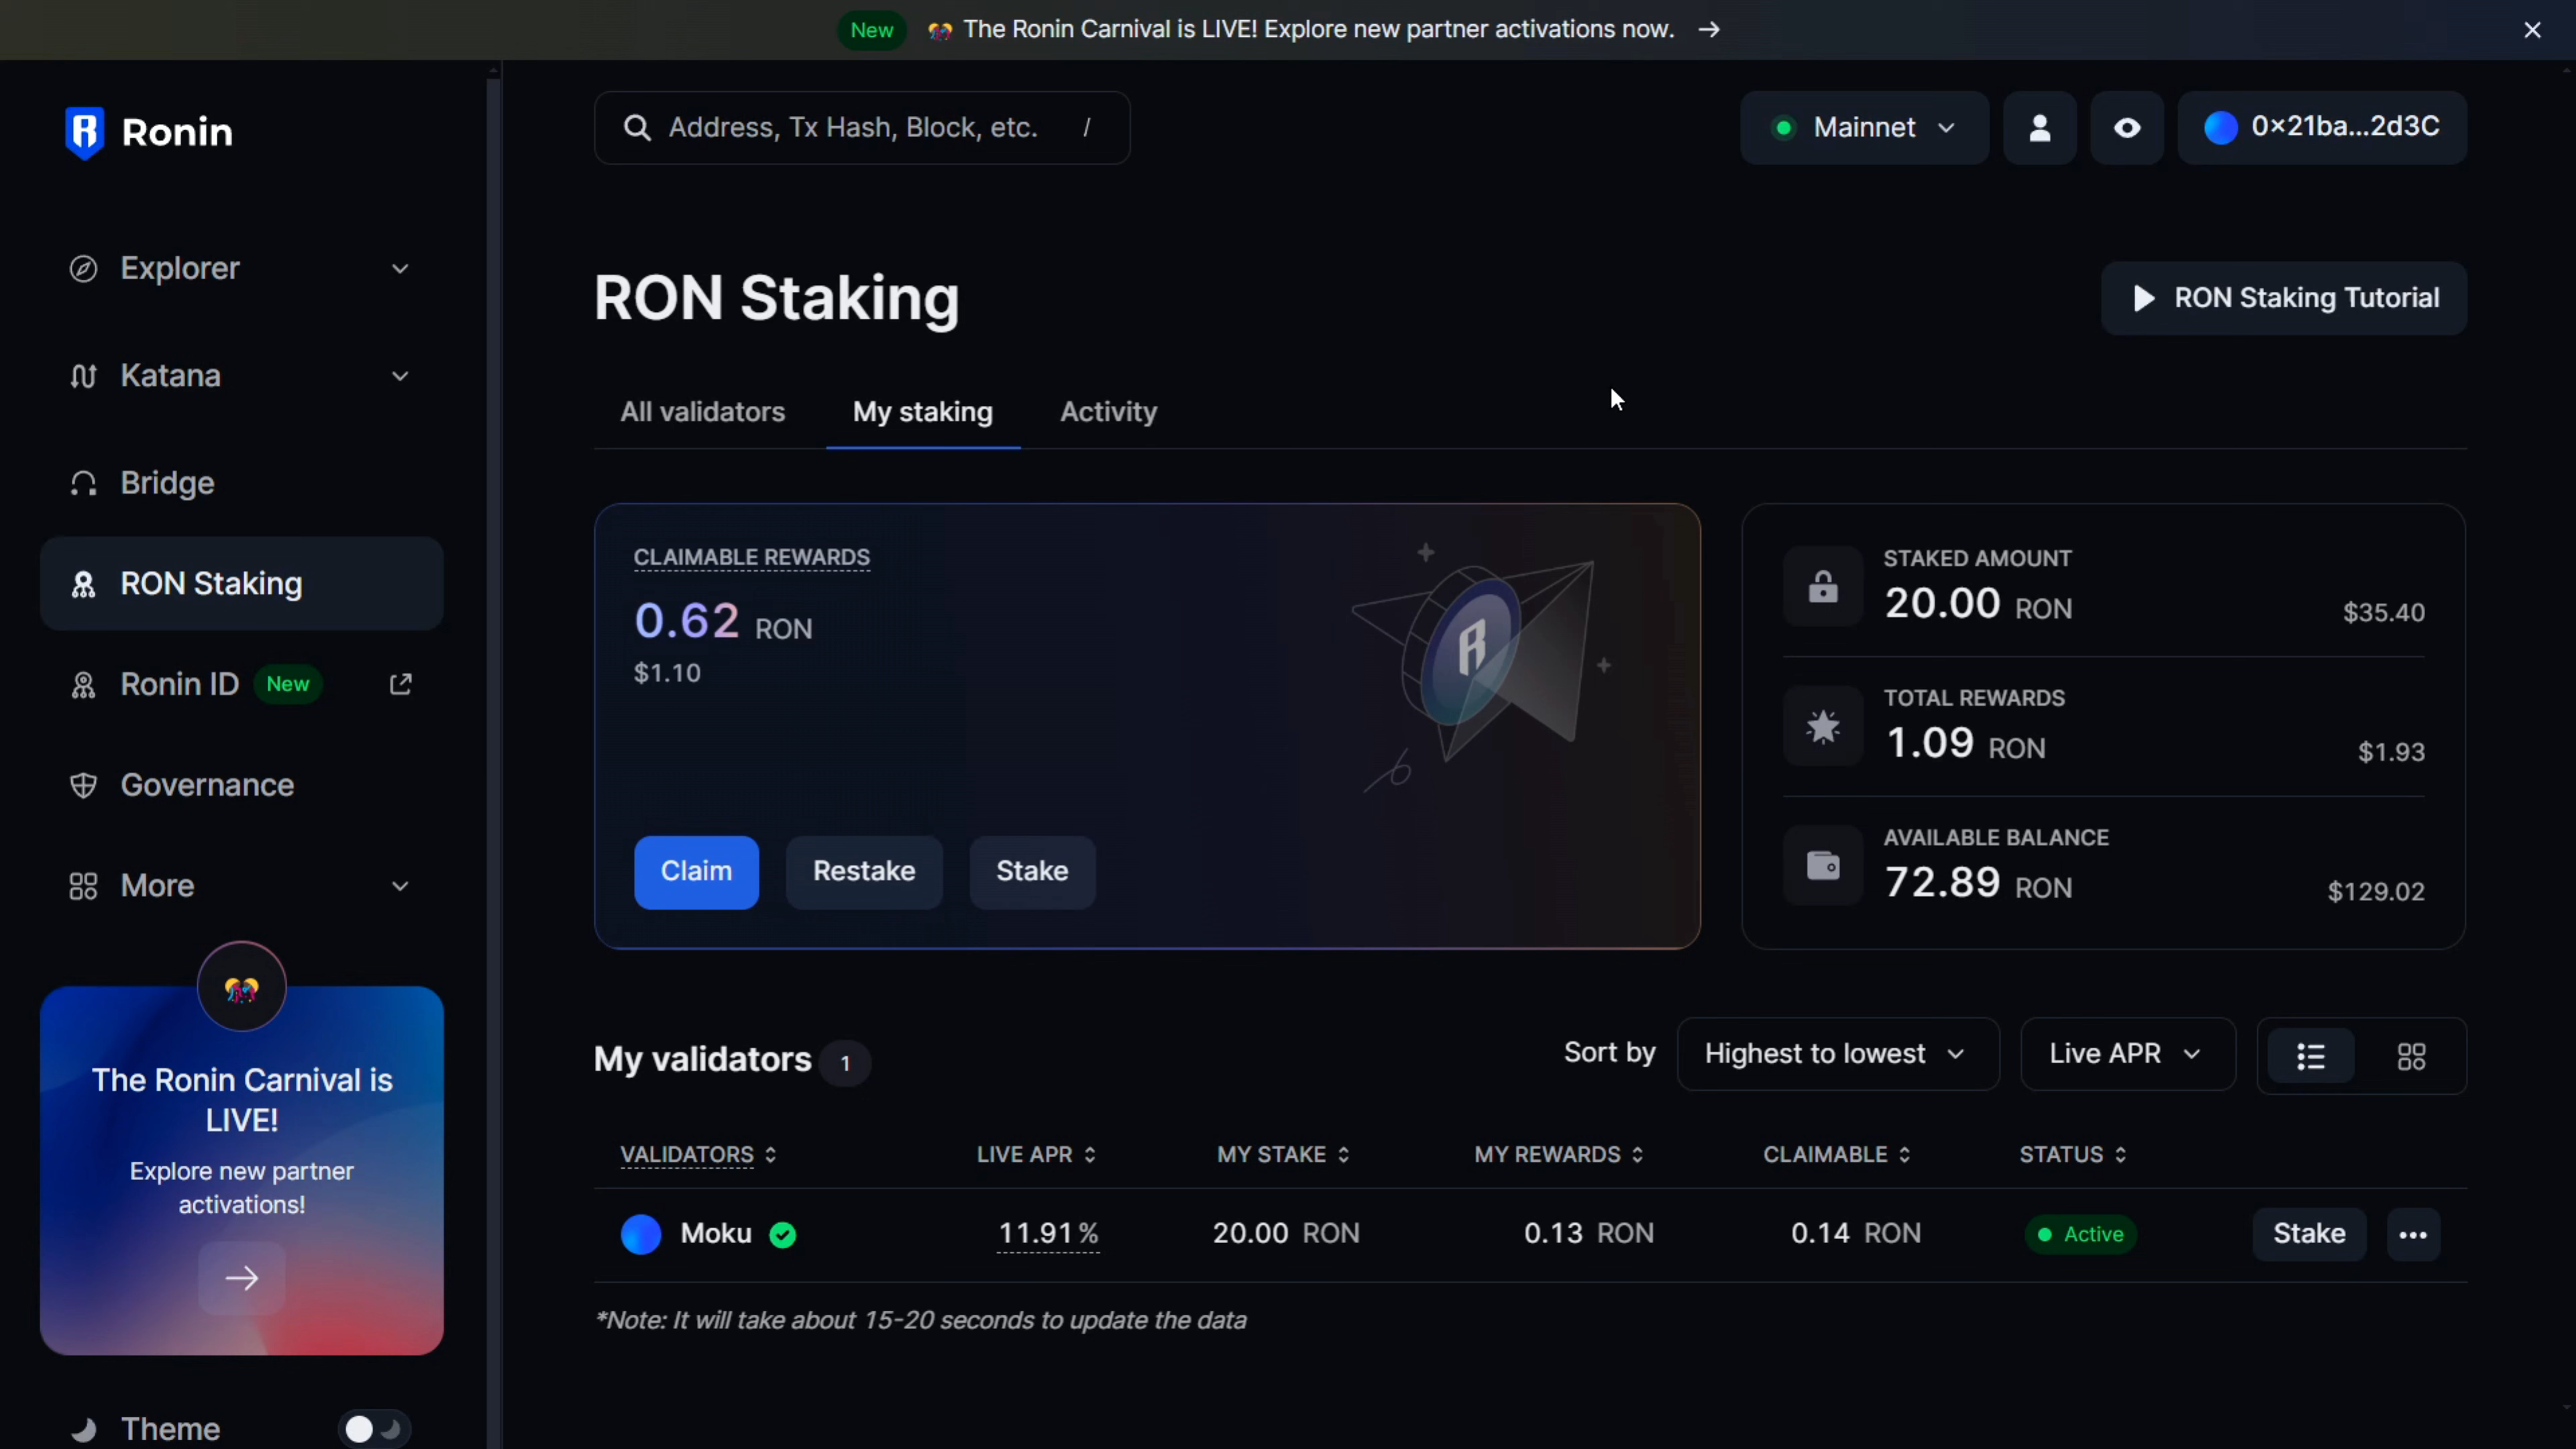 New The Ronin Carnival is LIVE! Explore new partner activations now. →
Ronin
Address, Tx Hash, Block, etc. /
Mainnet
0×21ba...2d3C
Explorer
Katana
Bridge
RON Staking
Ronin ID New
Governance
More
The Ronin Carnival is
LIVE!
Explore new partner
activations!
Theme
RON Staking
RON Staking Tutorial
All validators My staking Activity
CLAIMABLE REWARDS
0.62 RON
$1.10
Claim Restake Stake
STAKED AMOUNT
20.00 RON $35.40
TOTAL REWARDS
1.09 RON $1.93
AVAILABLE BALANCE
72.89 RON $129.02
My validators 1
Sort by Highest to lowest Live APR
VALIDATORS LIVE APR MY STAKE MY REWARDS CLAIMABLE STATUS
Moku 11.91% 20.00 RON 0.13 RON 0.14 RON Active Stake
*Note: It will take about 15-20 seconds to update the data